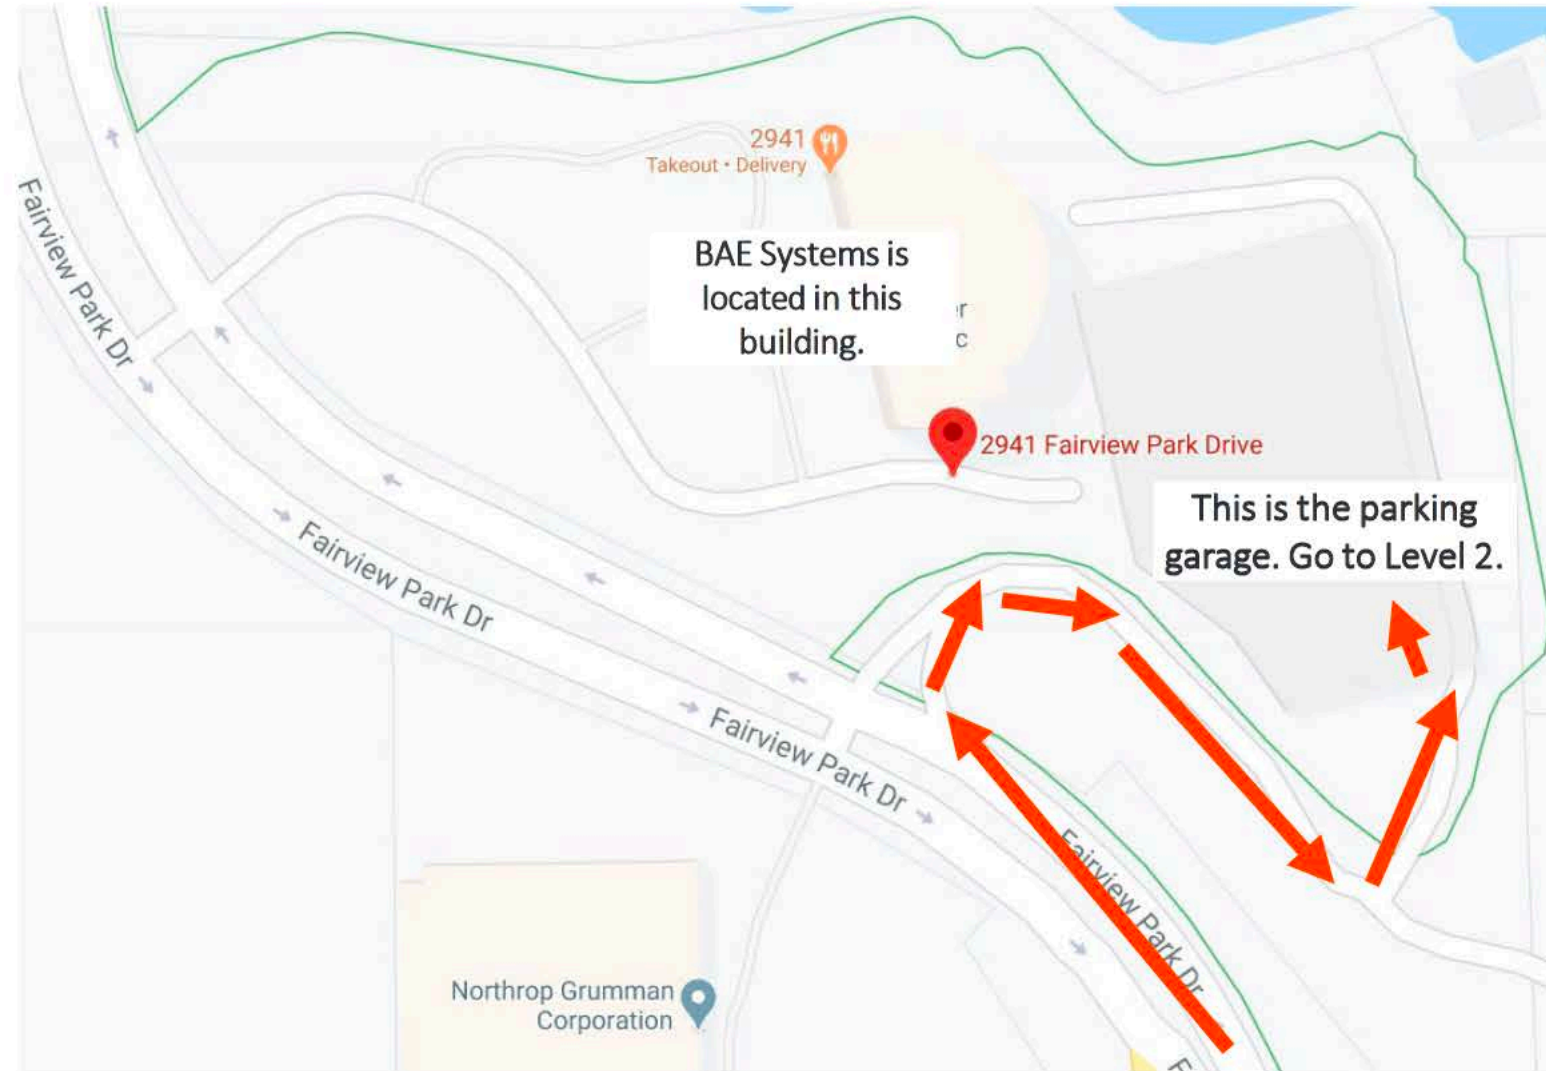 2941
Takeout • Delivery
BAE Systems is
located in this
building.
r
c
Fairview Park Dr
2941 Fairview Park Drive
This is the parking
garage. Go to Level 2.
Fairview Park Dr
Fairview Park Dr
Fairview Park Dr
Northrop Grumman
Corporation
F